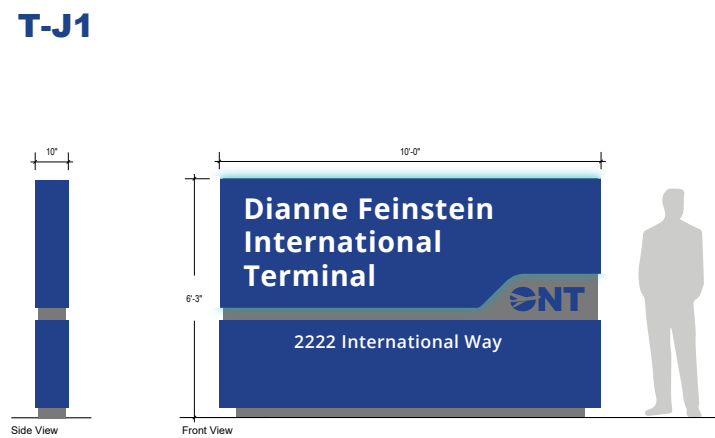 T-J1
10"
10'-0"
Dianne Feinstein
International
Terminal
6'-3"
ONT
2222 International Way
Side View
Front View